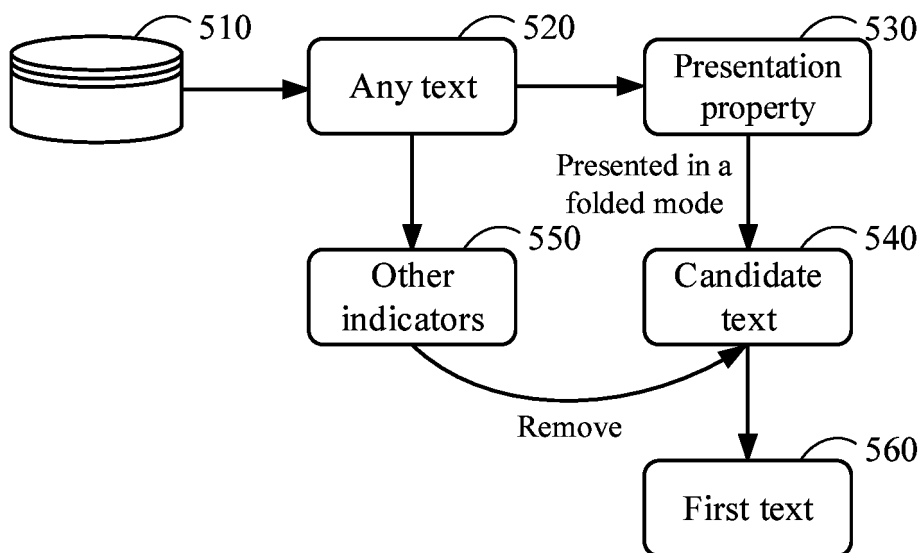 510
520
530
Any text
Presentation
property
Presented in a
folded mode
550
540
Other
indicators
Candidate
text
Remove
560
First text